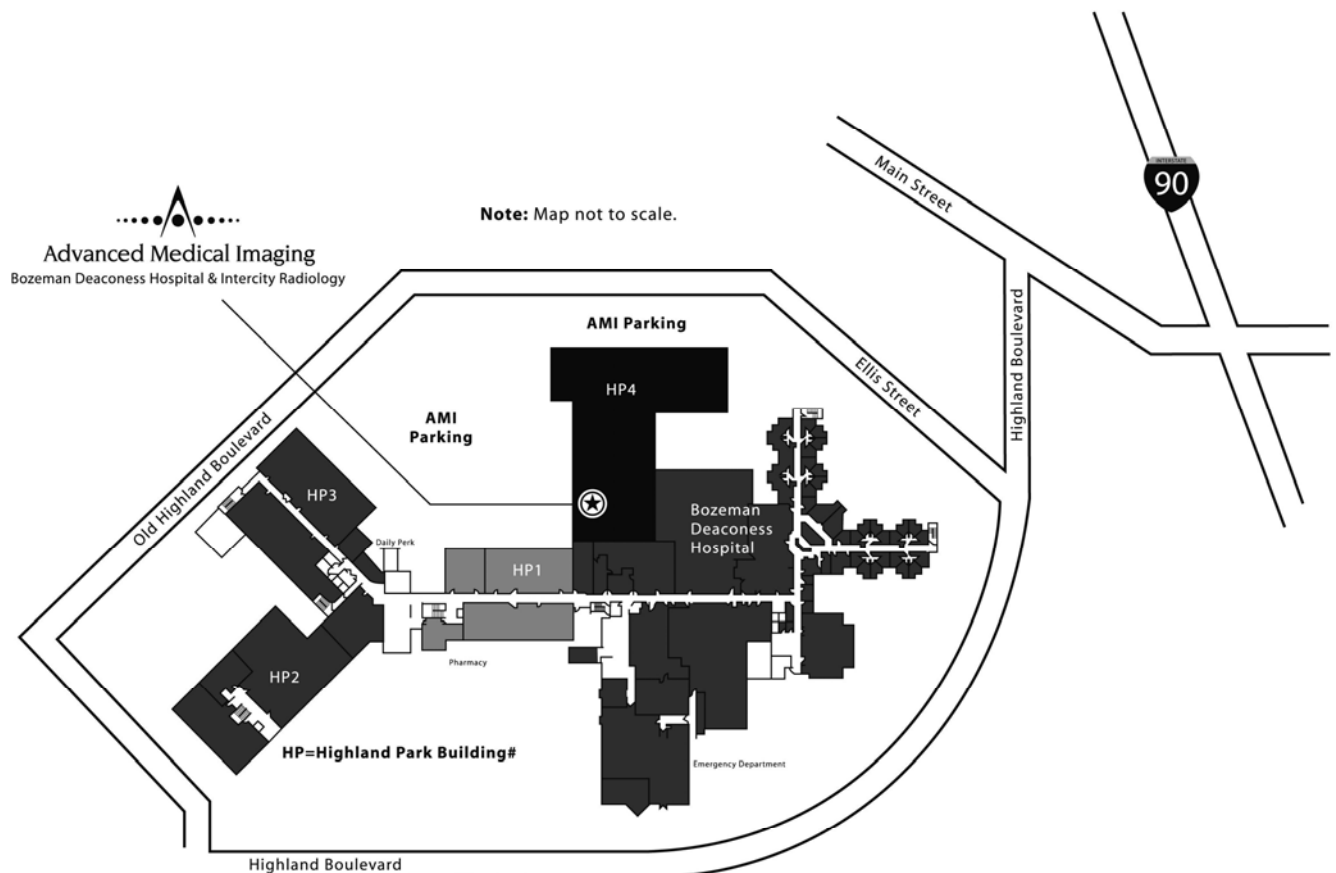 INTERSTATE
90
Main Street
Note: Map not to scale.
Advanced Medical Imaging
Bozeman Deaconess Hospital & Intercity Radiology
Highland Boulevard
AMI Parking
Ellis Street
HP4
AMI
Parking
Old Highland Boulevard
HP3
Bozeman
Deaconess
Hospital
Daily Perk
HP1
Pharmacy
HP2
HP=Highland Park Building#
Emergency Department
Highland Boulevard